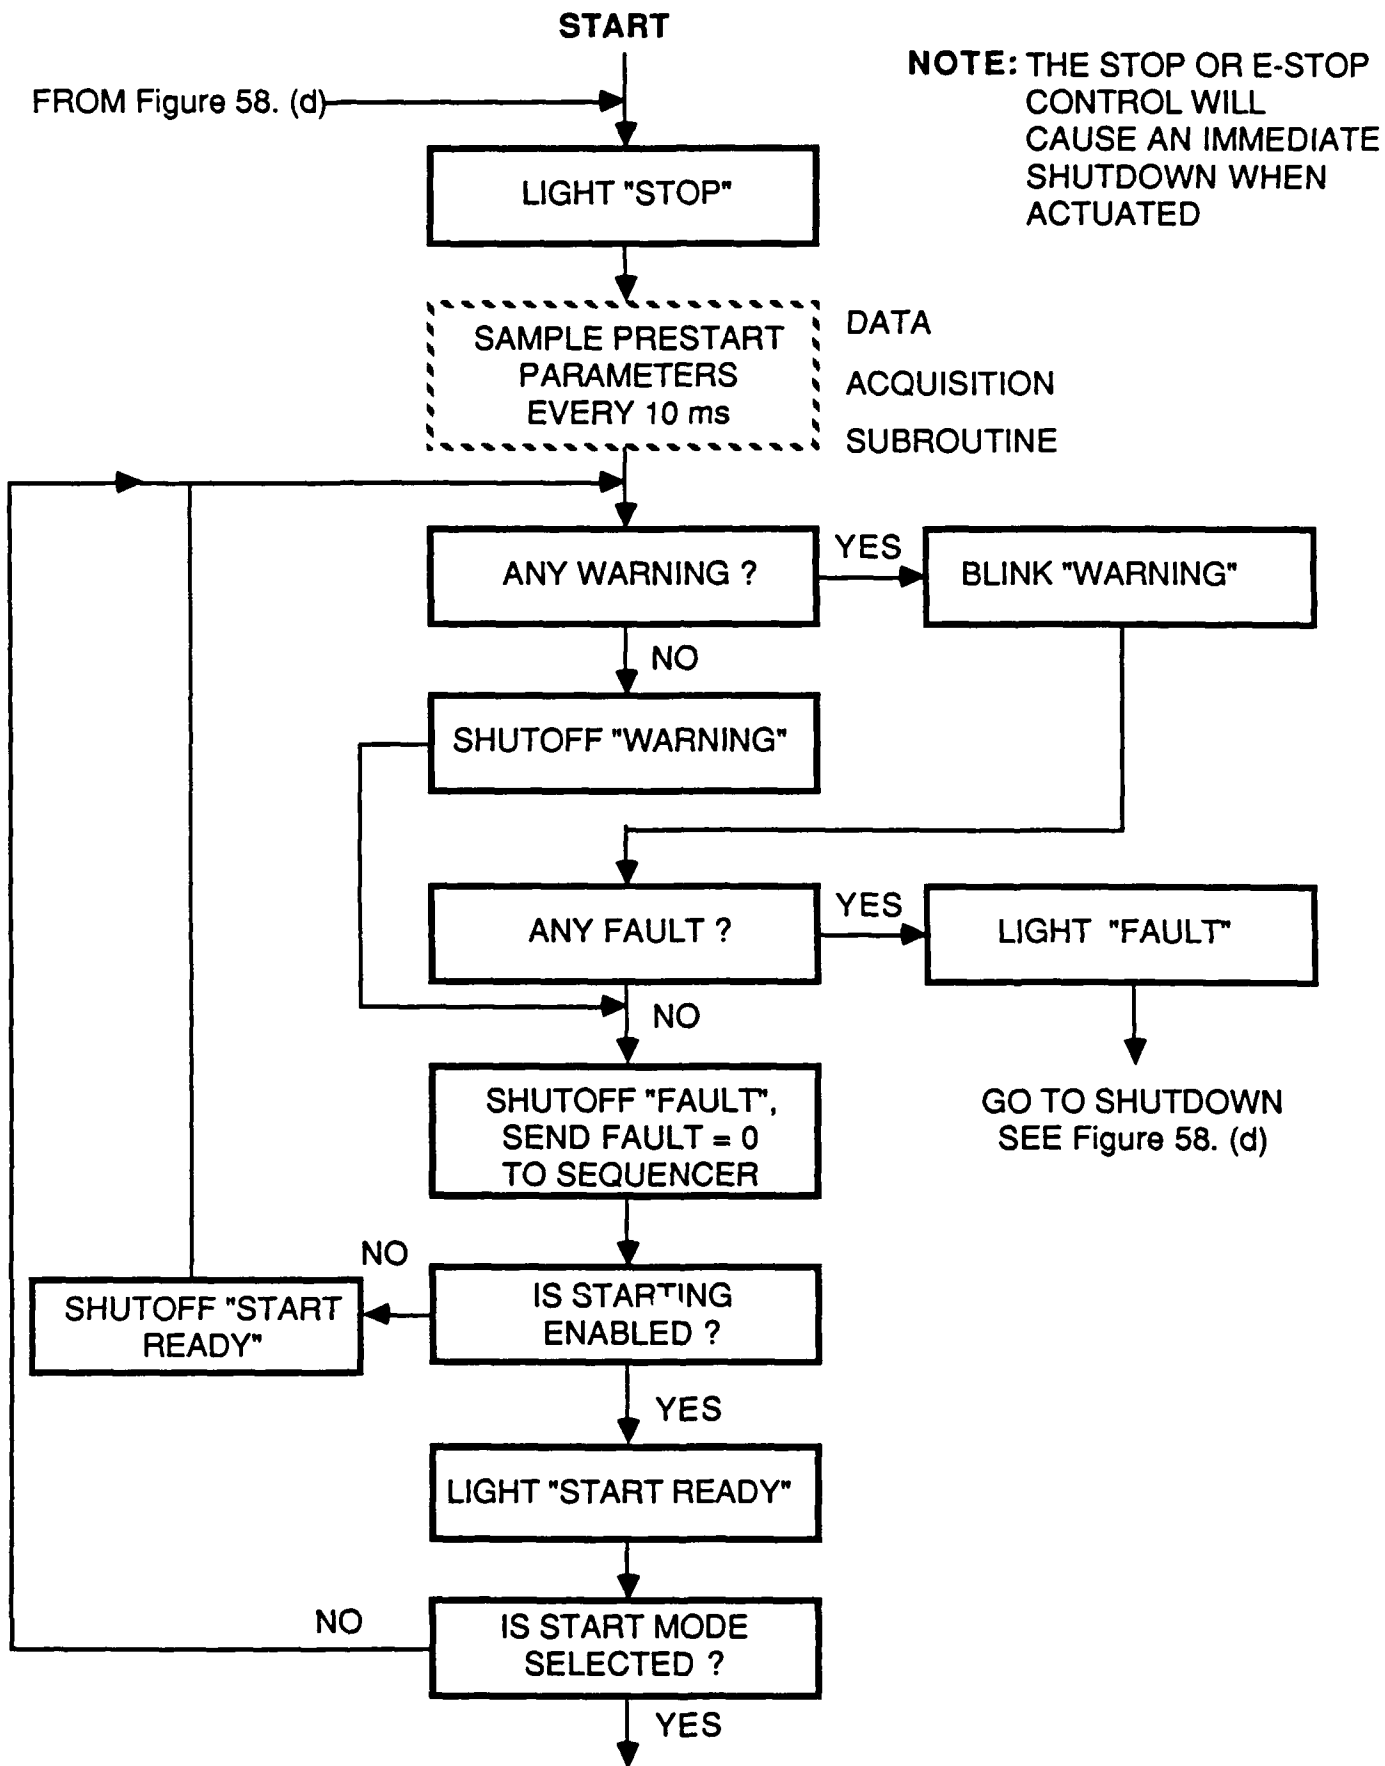 START
NOTE: THE STOP OR E-STOP
CONTROL WILL
CAUSE AN IMMEDIATE
SHUTDOWN WHEN
ACTUATED
FROM Figure 58. (d)
LIGHT "STOP"
SAMPLE PRESTART
PARAMETERS
EVERY 10 ms
DATA
ACQUISITION
SUBROUTINE
ANY WARNING ?
YES
BLINK "WARNING"
NO
SHUTOFF "WARNING"
ANY FAULT ?
YES
LIGHT "FAULT"
NO
SHUTOFF "FAULT",
SEND FAULT = 0
TO SEQUENCER
GO TO SHUTDOWN
SEE Figure 58. (d)
NO
SHUTOFF "START
READY"
IS STARTING
ENABLED ?
YES
LIGHT "START READY"
NO
IS START MODE
SELECTED ?
YES